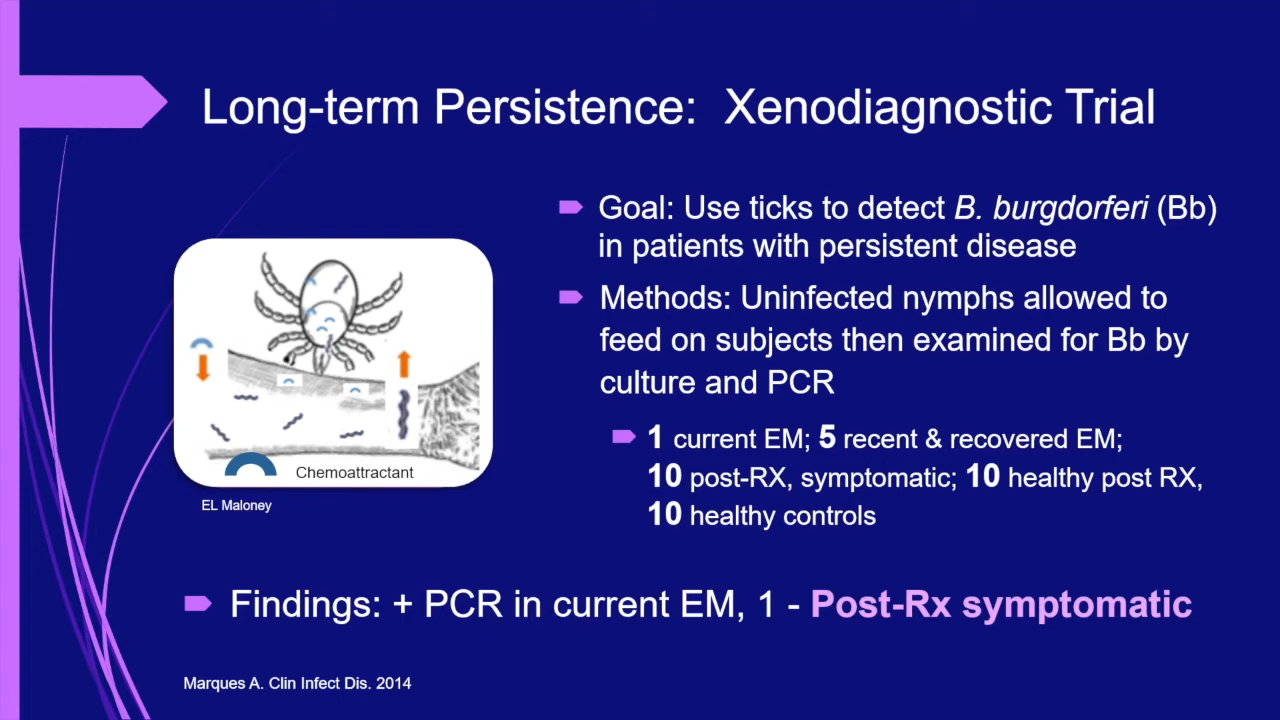 Long-term Persistence: Xenodiagnostic Trial
Goal: Use ticks to detect B. burgdorferi (Bb)
in patients with persistent disease
Methods: Uninfected nymphs allowed to
feed on subjects then examined for Bb by
culture and PCR
1 current EM; 5 recent & recovered EM;
10 post-RX, symptomatic; 10 healthy post RX,
10 healthy controls
Chemoattractant
EL Maloney
Findings: + PCR in current EM, 1 - Post-Rx symptomatic
Marques A. Clin Infect Dis. 2014